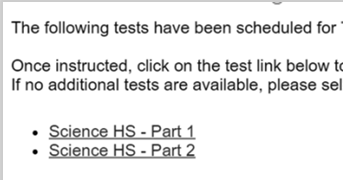 The following tests have been scheduled for
Once instructed, click on the test link below to
If no additional tests are available, please sel
Science HS - Part 1
Science HS - Part 2